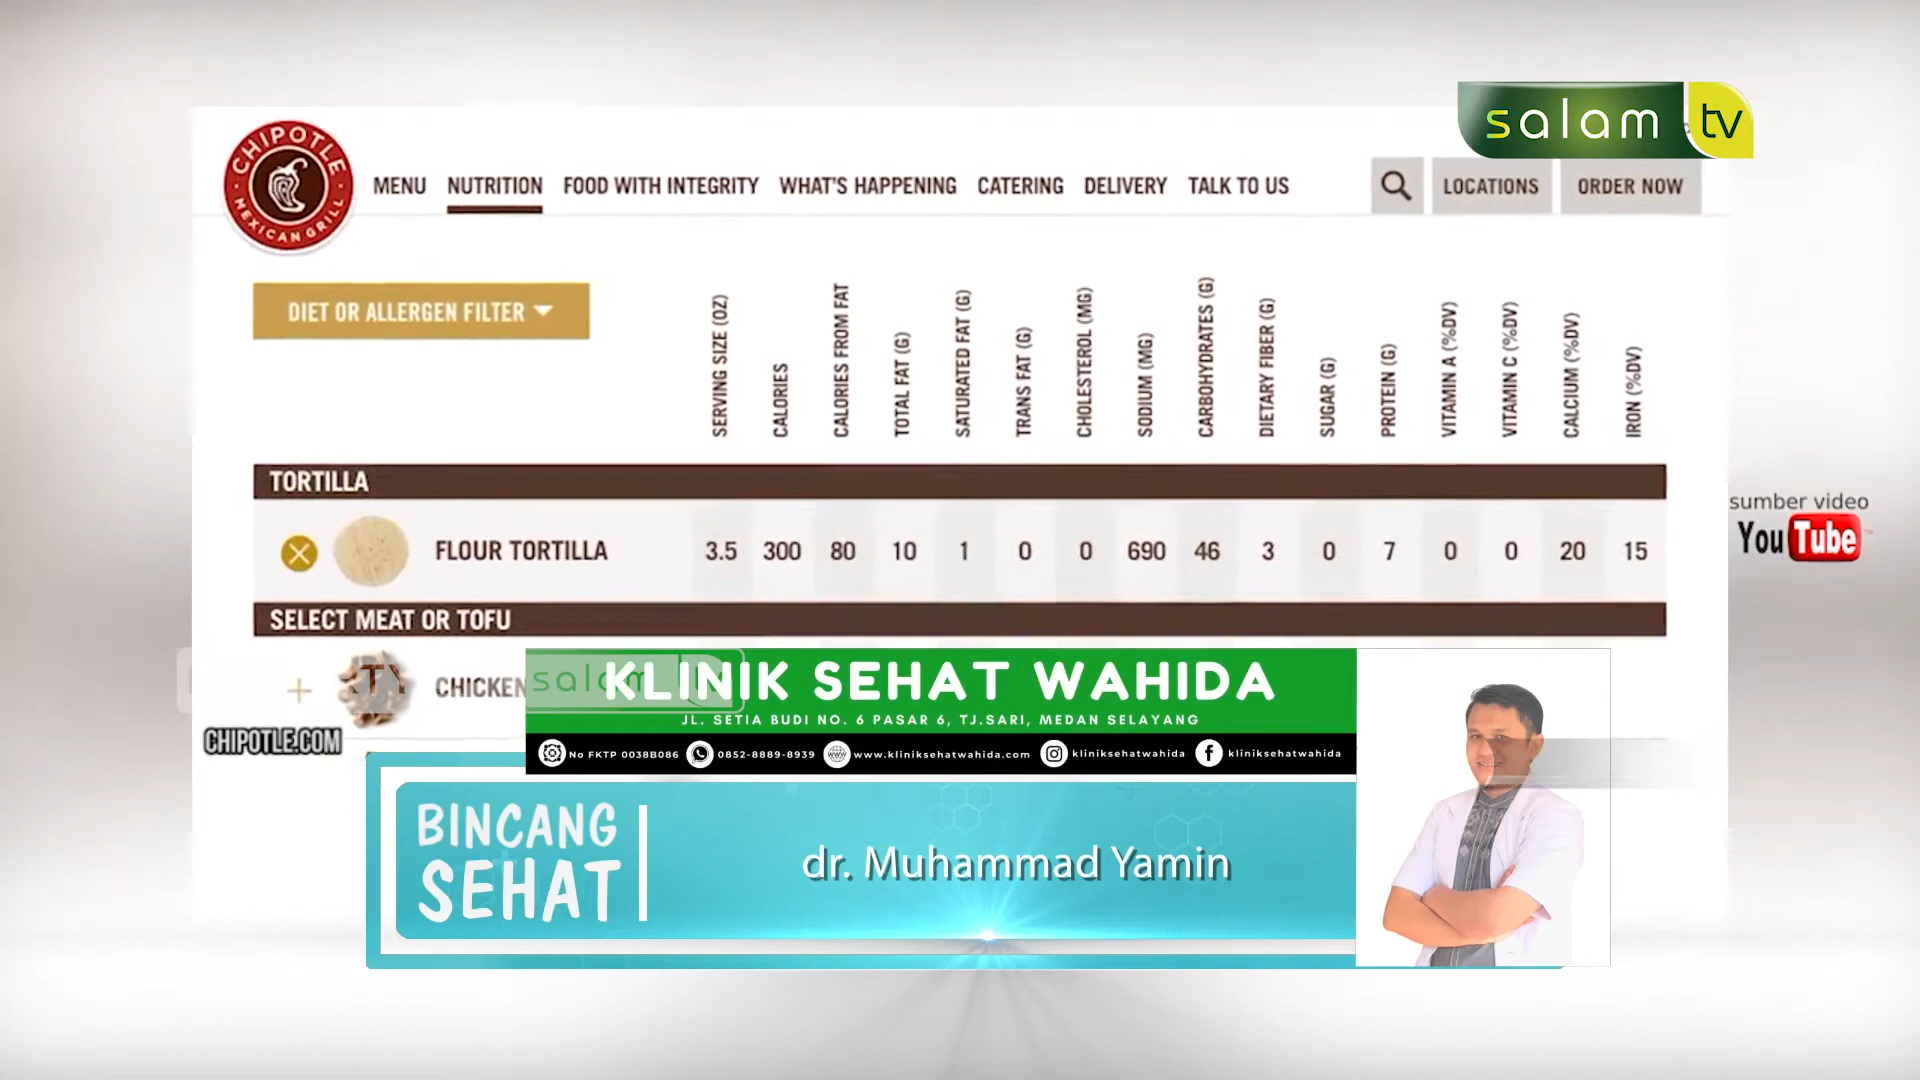 salam tv
CHIPOTLE
MEXICAN GRILL
MENU NUTRITION FOOD WITH INTEGRITY WHAT'S HAPPENING CATERING DELIVERY TALK TO US
LOCATIONS ORDER NOW
DIET OR ALLERGEN FILTER
SERVING SIZE (OZ)
CALORIES
CALORIES FROM FAT
TOTAL FAT (G)
SATURATED FAT (G)
TRANS FAT (G)
CHOLESTEROL (MG)
SODIUM (MG)
CARBOHYDRATES (G)
DIETARY FIBER (G)
SUGAR (G)
PROTEIN (G)
VITAMIN A (%DV)
VITAMIN C (%DV)
CALCIUM (%DV)
IRON (%DV)
TORTILLA
FLOUR TORTILLA 3.5 300 80 10 1 0 0 690 46 3 0 7 0 0 20 15
sumber video
YouTube
SELECT MEAT OR TOFU
CHICKEN
salam
KLINIK SEHAT WAHIDA
JL. SETIA BUDI NO. 6 PASAR 6, TJ.SARI, MEDAN SELAYANG
CHIPOTLE.COM
No FKTP 0038B086 0852-8889-8939 www.kliniksehatwahida.com kliniksehatwahida kliniksehatwahida
BINCANG
SEHAT
dr. Muhammad Yamin